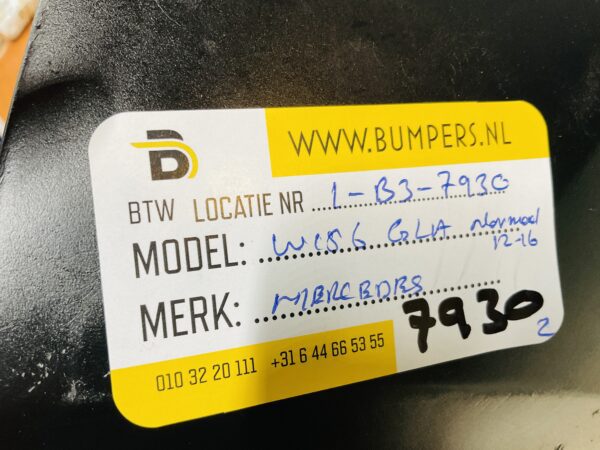 B
WWW.BUMPERS.NL
BTW LOCATIE NR 1-B3-7930
MODEL: W156 GLA Normaal
12-16
MERK: MERCEDES
7930
2
010 32 20 111 +31 6 44 66 53 55